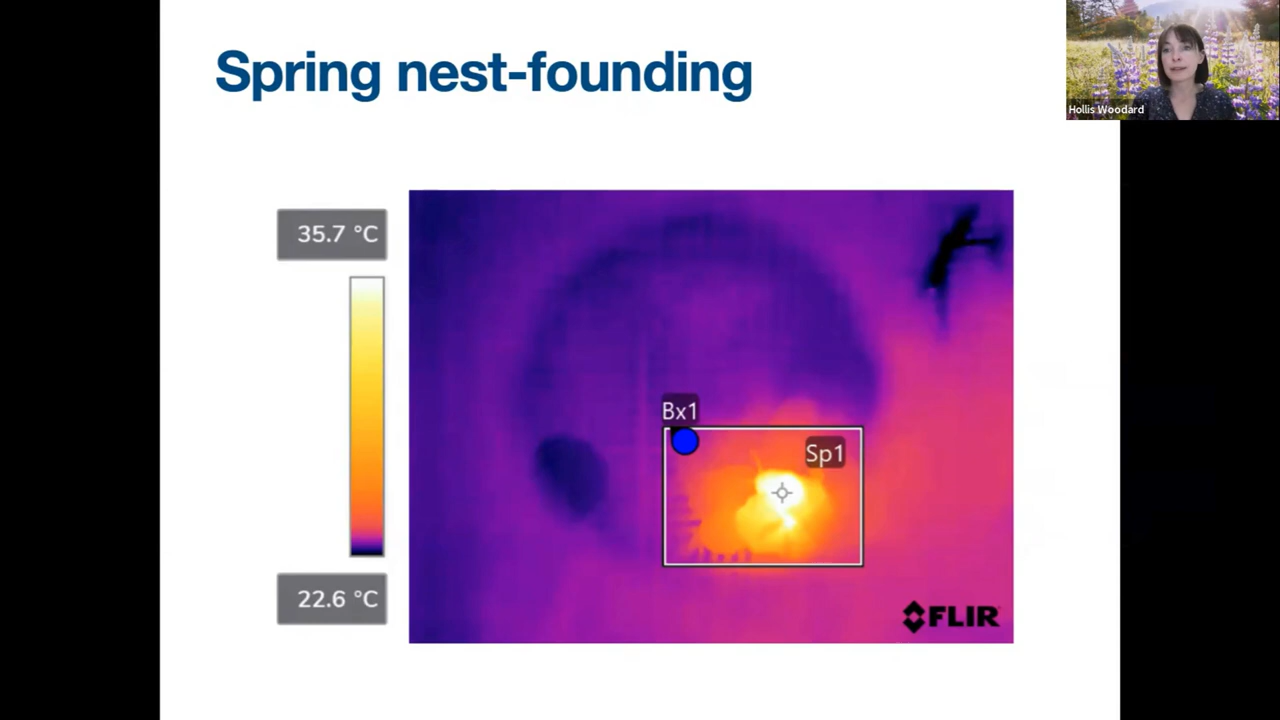 Spring nest-founding
Hollis Woodard
35.7 °C
Bx1
Sp1
22.6 °C
FLIR